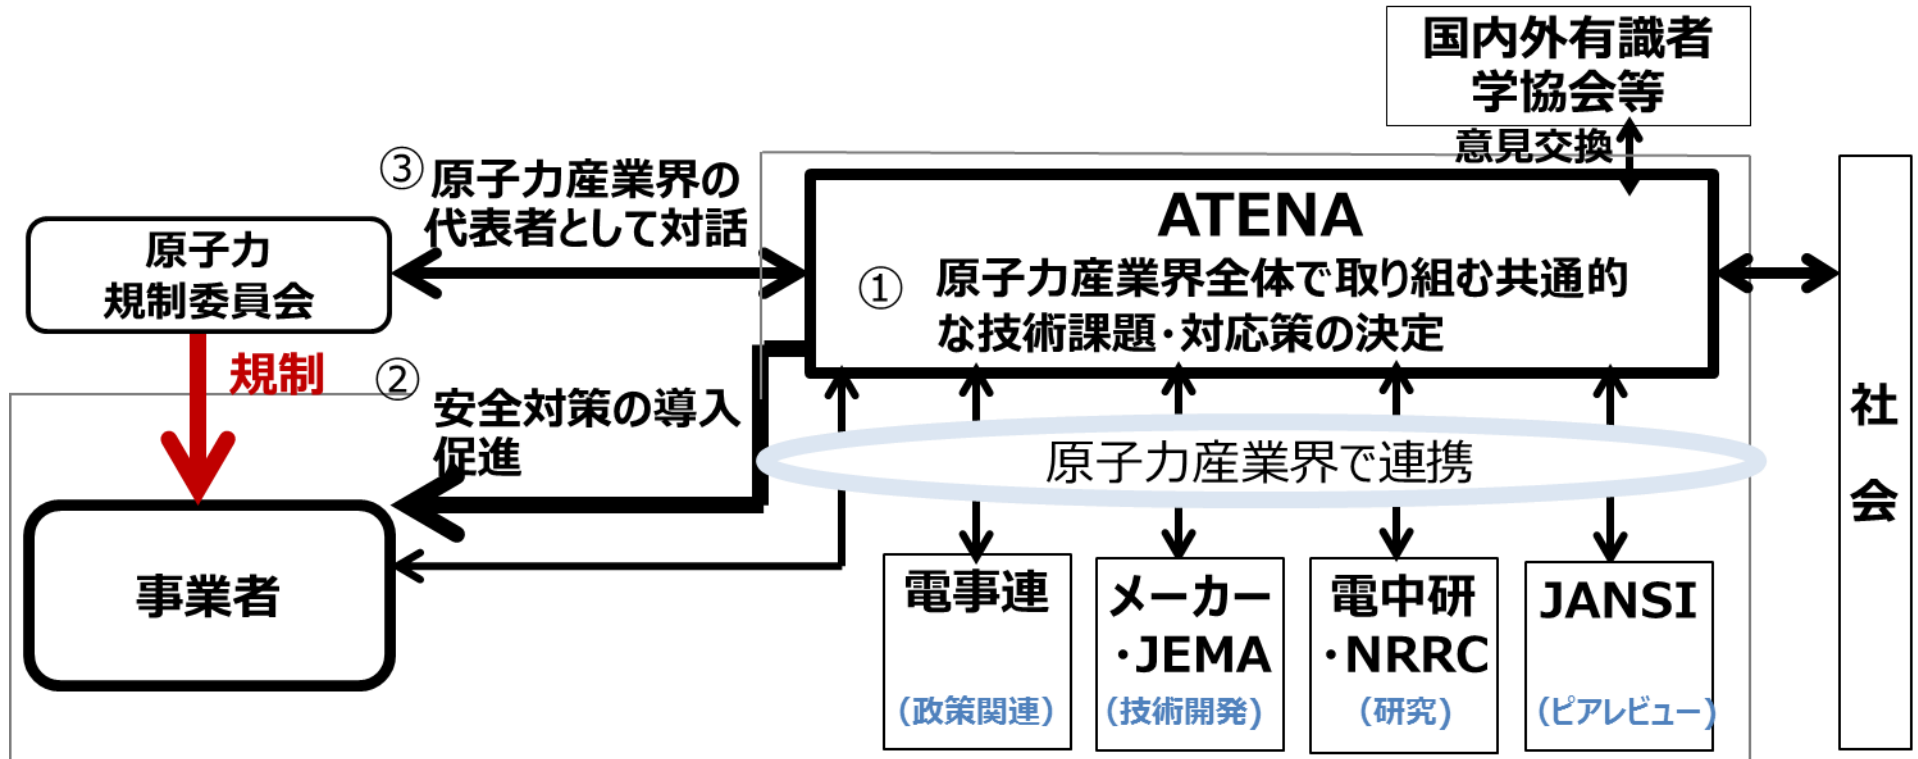 国内外有識者
学協会等
意見交換
③
原子力産業界の
代表者として対話
ATENA
①
原子力産業界全体で取り組む共通的
な技術課題・対応策の決定
原子力
規制委員会
規制
②
安全対策の導入
促進
原子力産業界で連携
事業者
電事連
(政策関連)
メーカー
・JEMA
(技術開発)
電中研
・NRRC
(研究)
JANSI
(ピアレビュー)
社
会